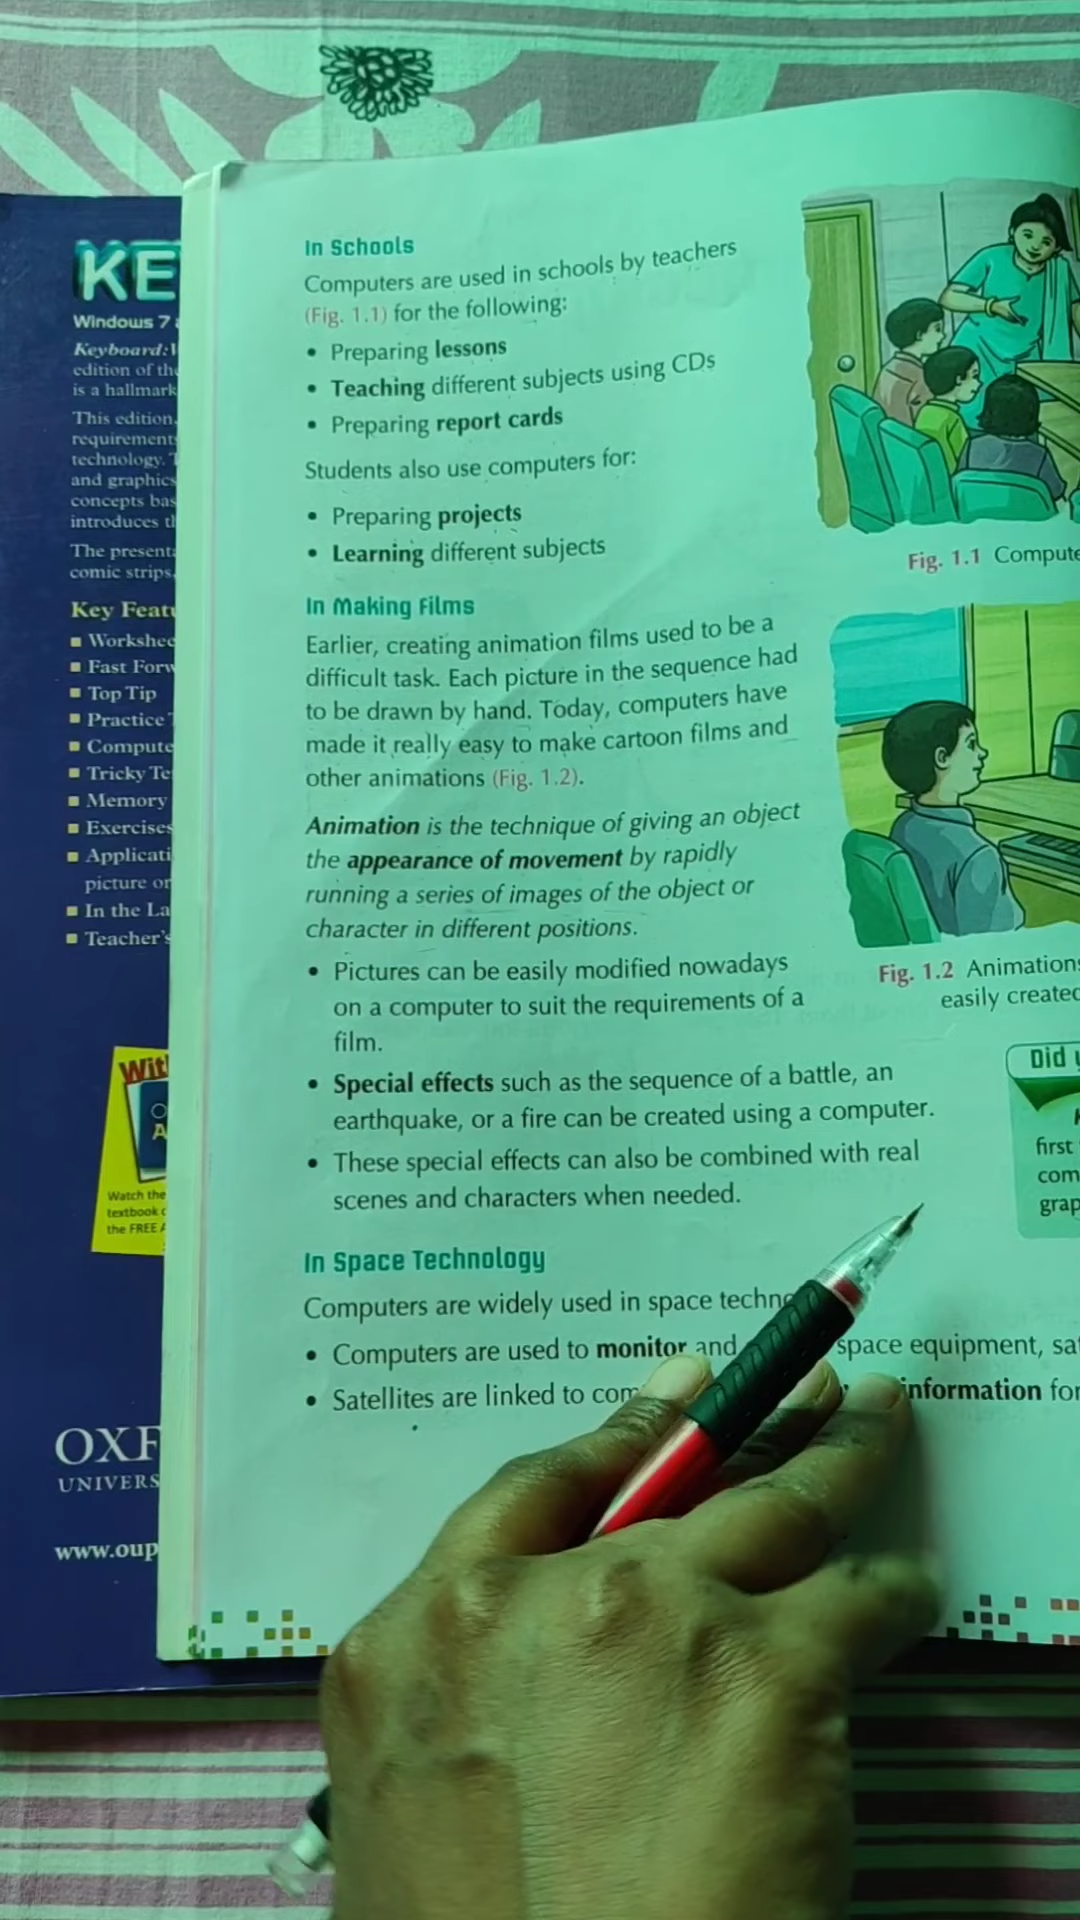 KE
Windows 7
Keyboard:
edition of the
is a hallmark
This edition,
requirements
technology.
and graphics
concepts bas
introduces th
The present
comic strips,
Key Featu
Workshee
Fast Forw
Top Tip
Practice
Compute
Tricky Te
Memory
Exercises
Applicati
picture or
In the La
Teacher's
Wit
Watch the
textbook
the FREE
OXF
UNIVERS
www.oup
In Schools
Computers are used in schools by teachers
(Fig. 1.1) for the following:
• Preparing lessons
• Teaching different subjects using CDs
• Preparing report cards
Students also use computers for:
• Preparing projects
• Learning different subjects
Fig. 1.1 Compute
In Making Films
Earlier, creating animation films used to be a
difficult task. Each picture in the sequence had
to be drawn by hand. Today, computers have
made it really easy to make cartoon films and
other animations (Fig. 1.2).
Animation is the technique of giving an object
the appearance of movement by rapidly
running a series of images of the object or
character in different positions.
Fig. 1.2 Animations
easily created
• Pictures can be easily modified nowadays
on a computer to suit the requirements of a
film.
• Special effects such as the sequence of a battle, an
earthquake, or a fire can be created using a computer.
• These special effects can also be combined with real
scenes and characters when needed.
Did
first
com
grap
In Space Technology
Computers are widely used in space techno
• Computers are used to monitor and space equipment, sat
• Satellites are linked to com information for